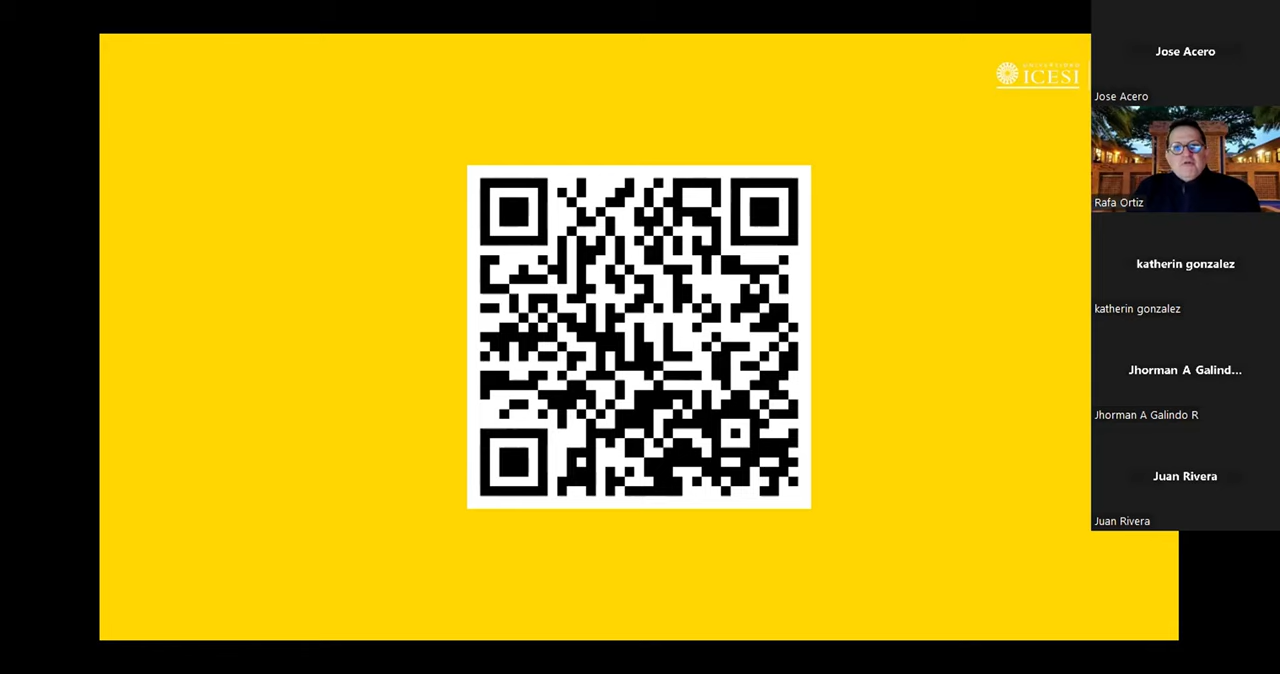 UNIVERSIDAD
ICESI
Jose Acero
Jose Acero
Rafa Ortiz
katherin gonzalez
katherin gonzalez
Jhorman A Galind...
Jhorman A Galindo R
Juan Rivera
Juan Rivera